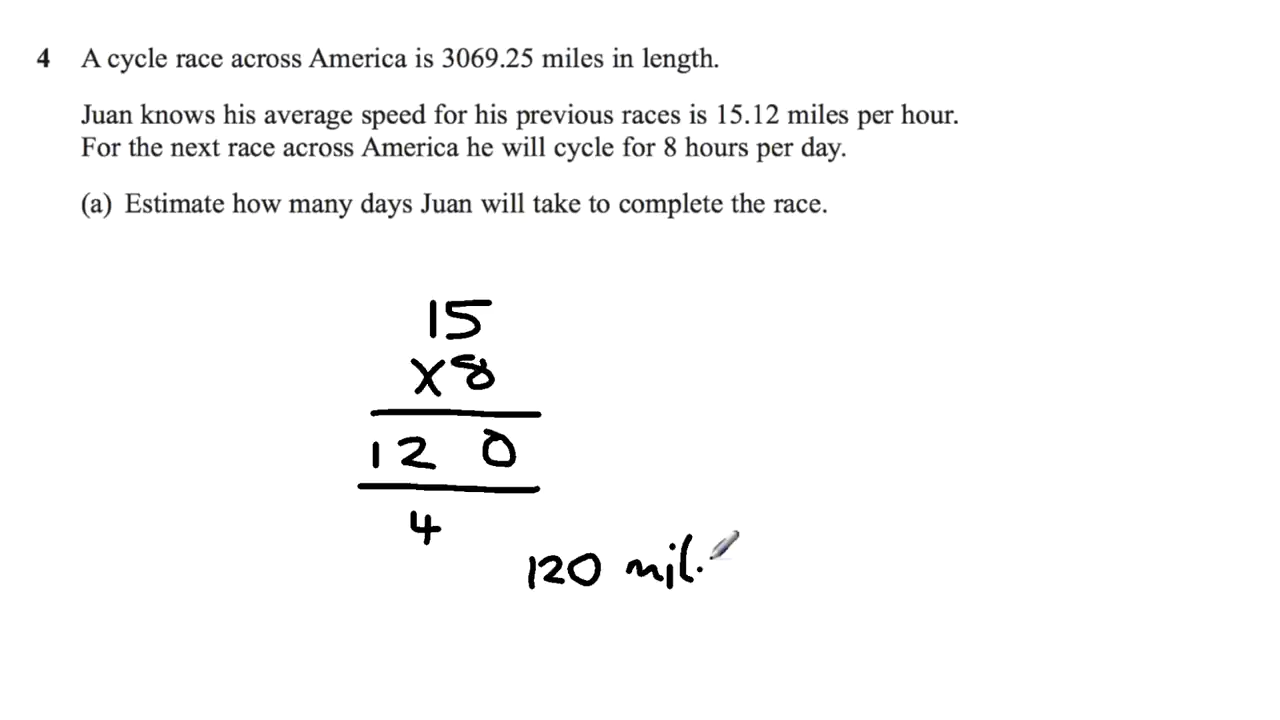 4 A cycle race across America is 3069.25 miles in length.
Juan knows his average speed for his previous races is 15.12 miles per hour.
For the next race across America he will cycle for 8 hours per day.
(a) Estimate how many days Juan will take to complete the race.
15
x8
12 0
4
120 mil